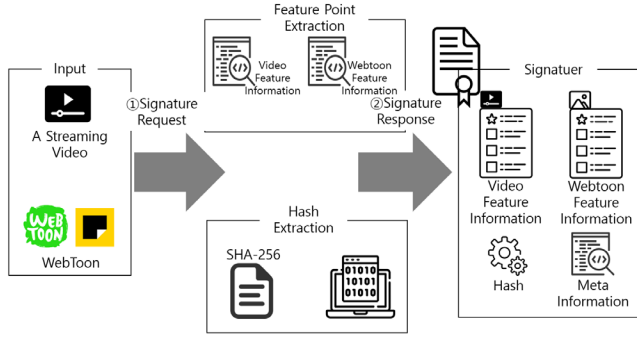 Input
A Streaming
Video
WEB
TOON
WebToon
①Signature
Request
Feature Point
Extraction
Video
Feature
Information
Webtoon
Feature
Information
Hash
Extraction
SHA-256
01010
10101
01010
②Signature
Response
Signatuer
Video
Feature
Information
Webtoon
Feature
Information
Hash
Meta
Information